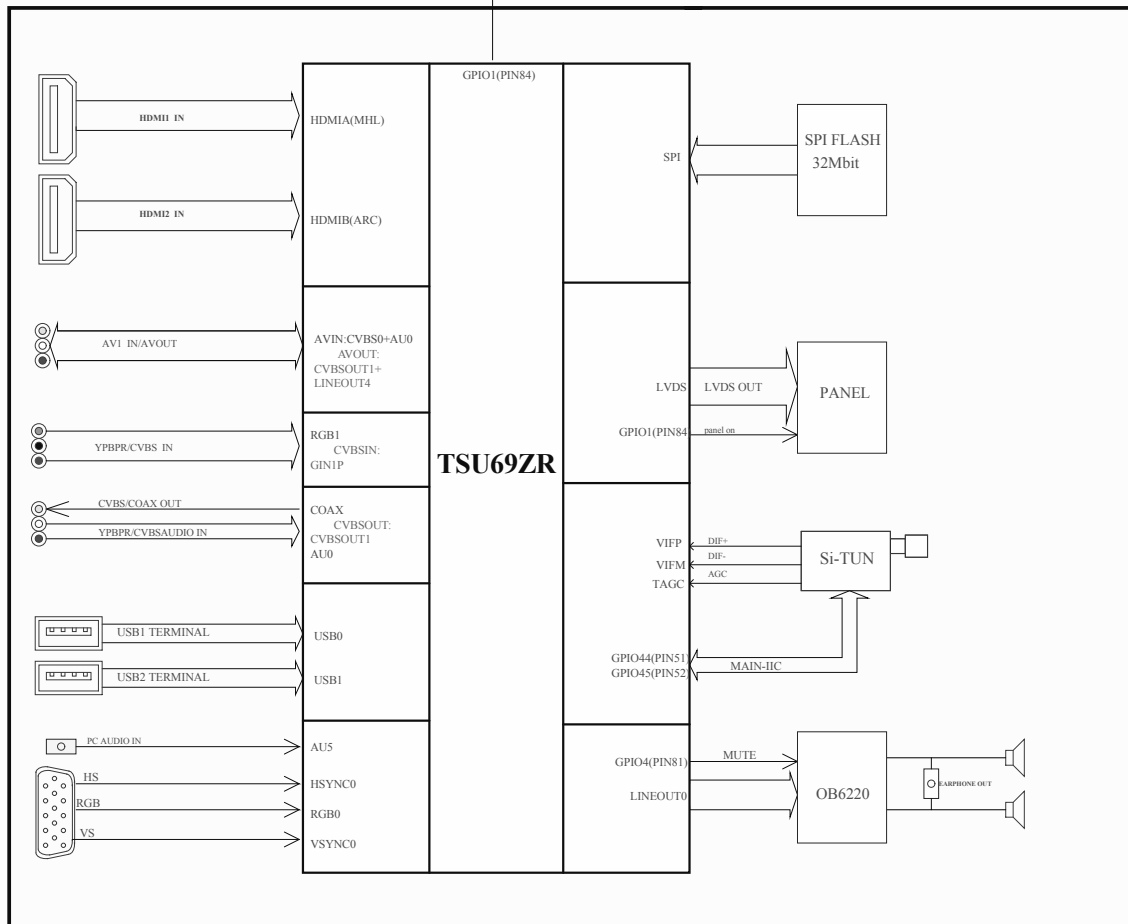 GPIO1(PIN84)
HDMI1 IN
HDMIA(MHL)
HDMI2 IN
HDMIB(ARC)
AV1 IN/AVOUT
AVIN:CVBS0+AU0
AVOUT:
CVBSOUT1+
LINEOUT4
YPBPR/CVBS IN
RGB1
CVBSIN:
GIN1P
CVBS/COAX OUT
YPBPR/CVBSAUDIO IN
COAX
CVBSOUT:
CVBSOUT1
AU0
USB1 TERMINAL
USB0
USB2 TERMINAL
USB1
PC AUDIO IN
AU5
HS
HSYNC0
RGB
RGB0
VS
VSYNC0
TSU69ZR
SPI
SPI FLASH
32Mbit
LVDS
LVDS OUT
PANEL
GPIO1(PIN84
panel on
VIFP
DIF+
VIFM
DIF-
TAGC
AGC
Si-TUN
GPIO44(PIN51)
GPIO45(PIN52)
MAIN-IIC
GPIO4(PIN81)
MUTE
LINEOUT0
OB6220
EARPHONE OUT